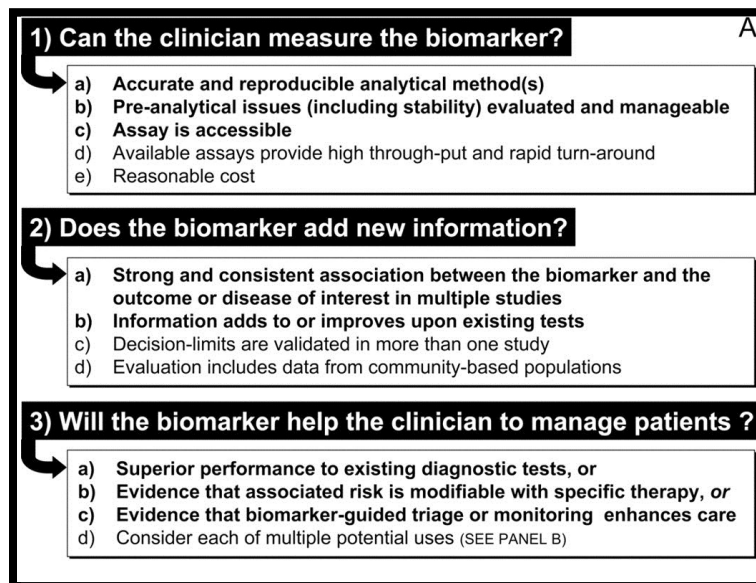 A
1) Can the clinician measure the biomarker?
a) Accurate and reproducible analytical method(s)
b) Pre-analytical issues (including stability) evaluated and manageable
c) Assay is accessible
d) Available assays provide high through-put and rapid turn-around
e) Reasonable cost
2) Does the biomarker add new information?
a) Strong and consistent association between the biomarker and the
outcome or disease of interest in multiple studies
b) Information adds to or improves upon existing tests
c) Decision-limits are validated in more than one study
d) Evaluation includes data from community-based populations
3) Will the biomarker help the clinician to manage patients ?
a) Superior performance to existing diagnostic tests, or
b) Evidence that associated risk is modifiable with specific therapy, or
c) Evidence that biomarker-guided triage or monitoring enhances care
d) Consider each of multiple potential uses (SEE PANEL B)